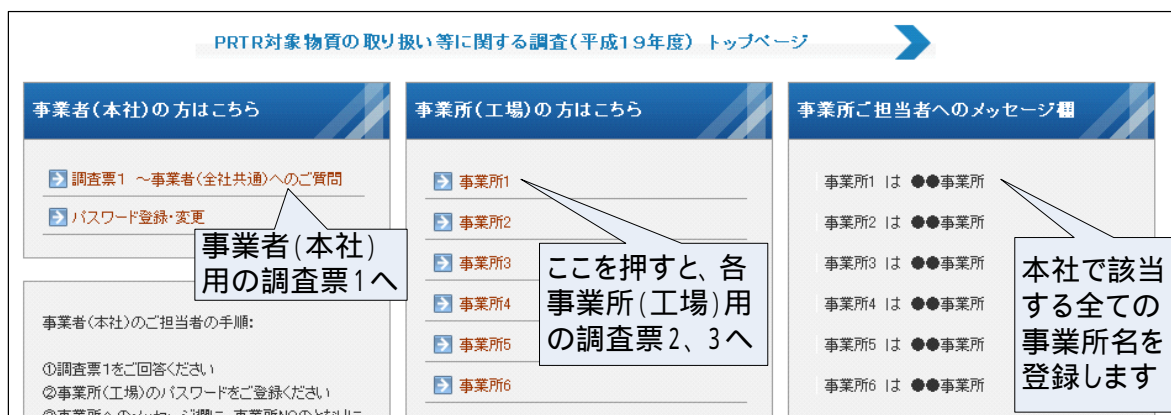 PRTR対象物質の取り扱い等に関する調査(平成19年度) トップページ
事業者(本社)の方はこちら
調査票1 ～事業者(全社共通)へのご質問
パスワード登録・変更
事業者(本社)
用の調査票1へ
事業者(本社)のご担当者の手順:
①調査票1をご回答ください
②事業所(工場)のパスワードをご登録ください
事業所(工場)の方はこちら
事業所1
事業所2
事業所3
事業所4
事業所5
事業所6
ここを押すと、各
事業所(工場)用
の調査票2、3へ
事業所ご担当者へのメッセージ欄
事業所1 は ●●事業所
事業所2 は ●●事業所
事業所3 は ●●事業所
事業所4 は ●●事業所
事業所5 は ●●事業所
事業所6 は ●●事業所
本社で該当
する全ての
事業所名を
登録します